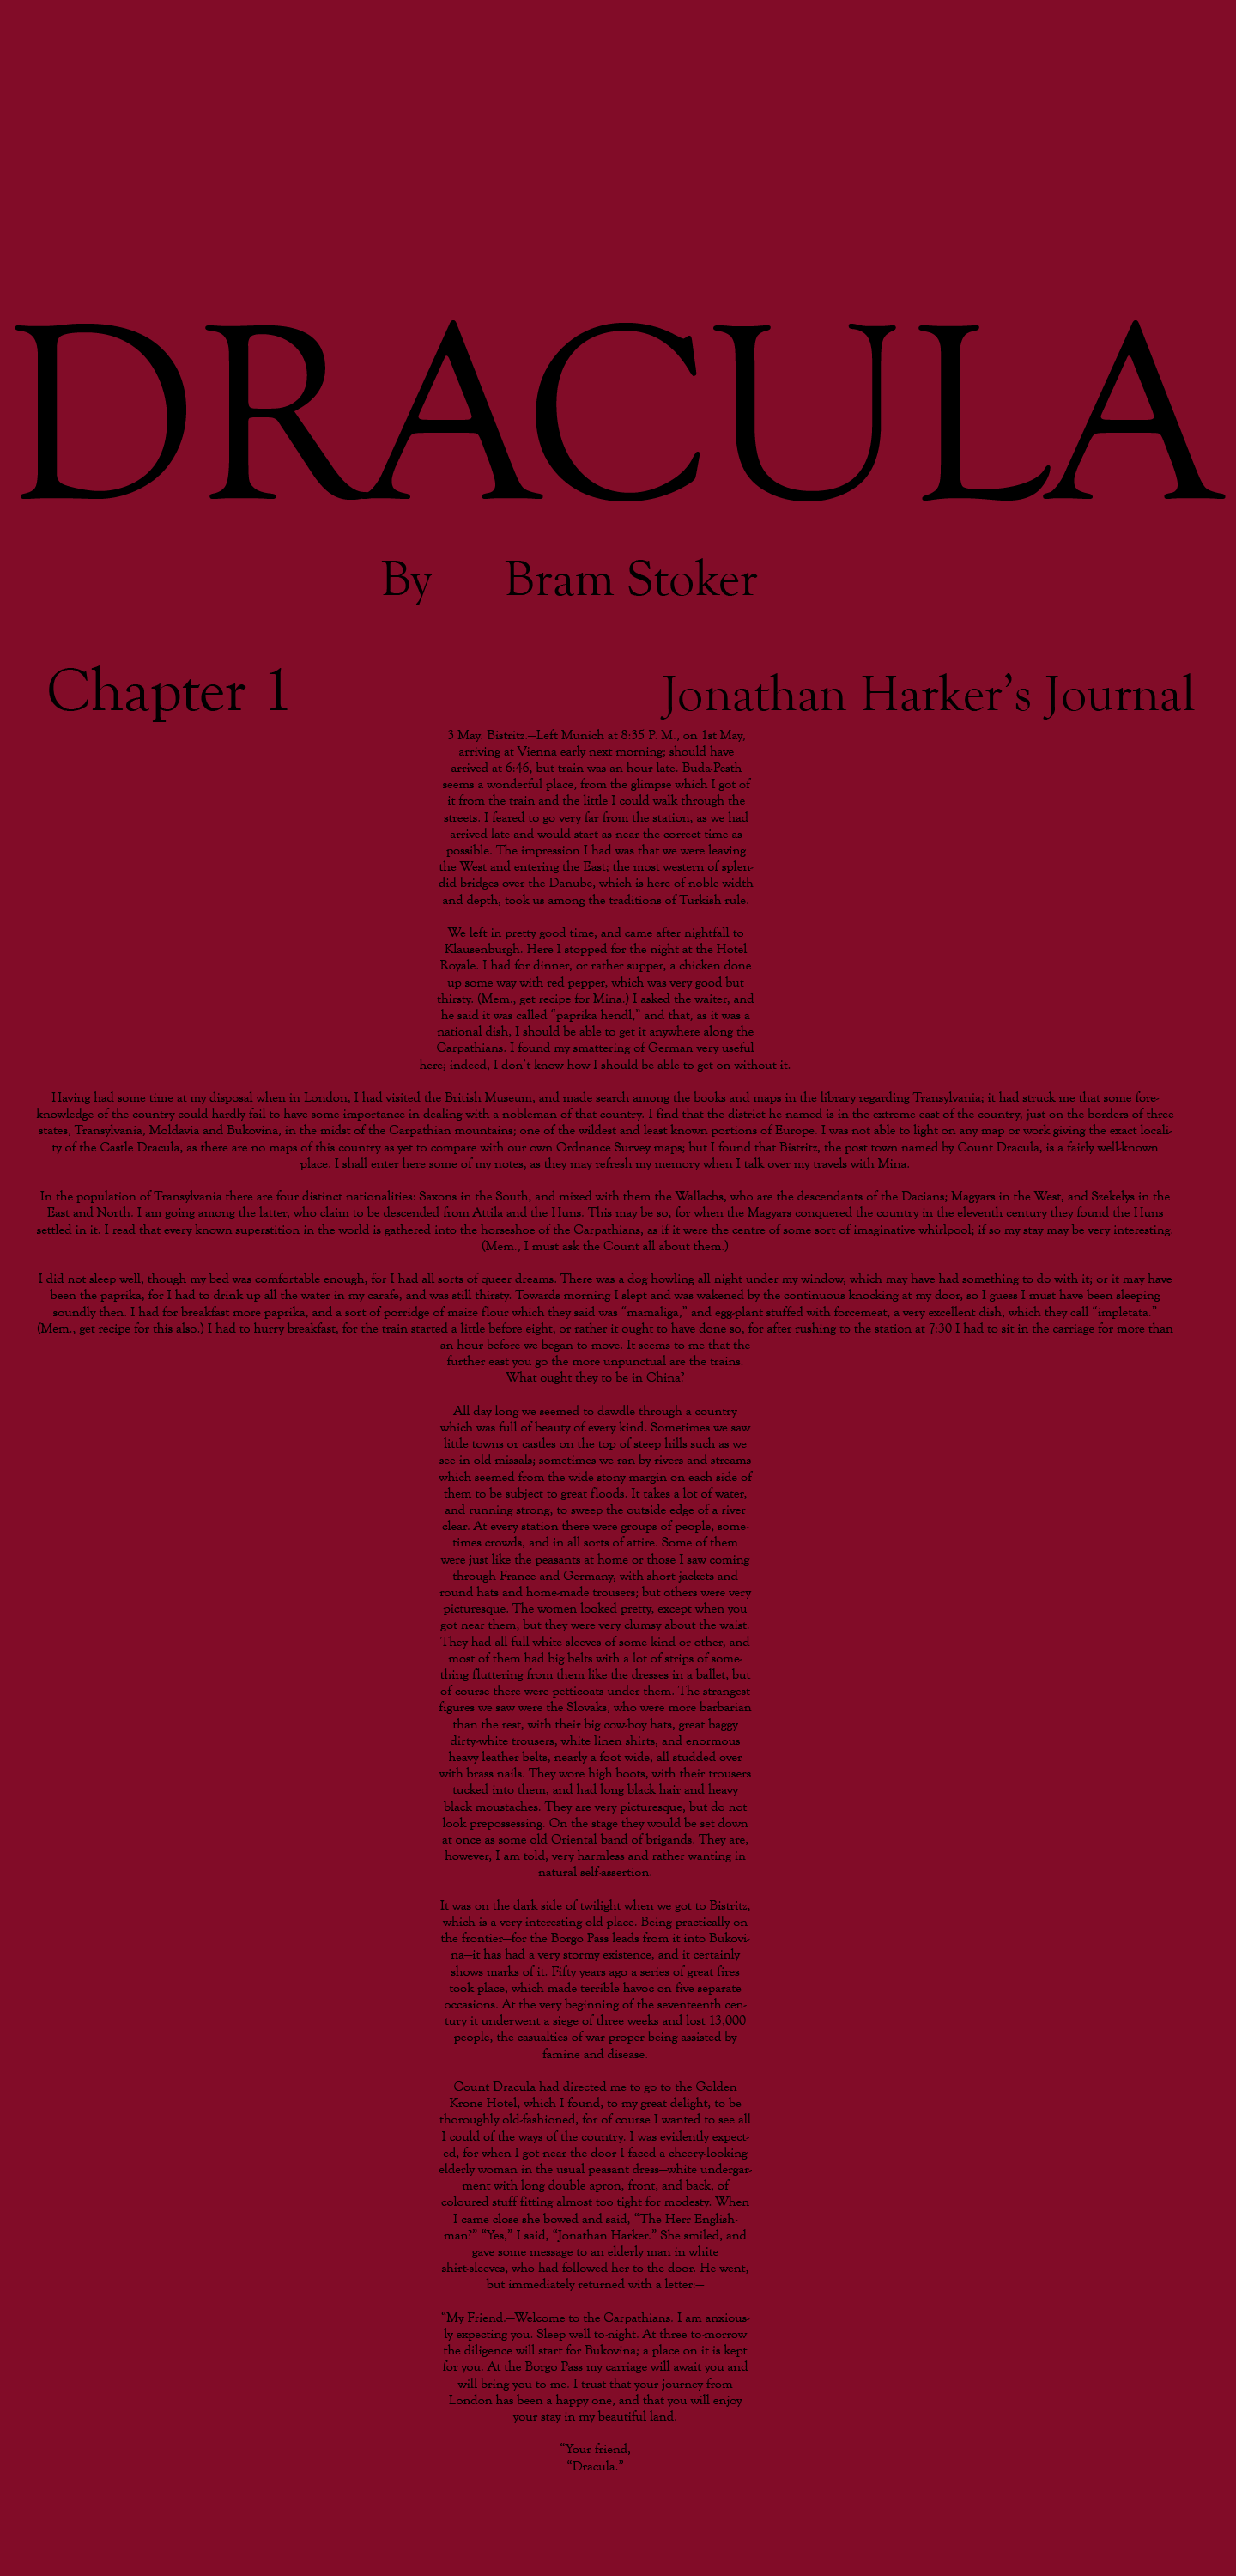 DRACULA
By Bram Stoker
Chapter 1
Jonathan Harker's Journal
3 May. Bistritz.—Left Munich at 8:35 P. M., on 1st May,
arriving at Vienna early next morning; should have
arrived at 6:46, but train was an hour late. Buda-Pesth
seems a wonderful place, from the glimpse which I got of
it from the train and the little I could walk through the
streets. I feared to go very far from the station, as we had
arrived late and would start as near the correct time as
possible. The impression I had was that we were leaving
the West and entering the East; the most western of splen-
did bridges over the Danube, which is here of noble width
and depth, took us among the traditions of Turkish rule.
We left in pretty good time, and came after nightfall to
Klausenburgh. Here I stopped for the night at the Hotel
Royale. I had for dinner, or rather supper, a chicken done
up some way with red pepper, which was very good but
thirsty. (Mem., get recipe for Mina.) I asked the waiter, and
he said it was called "paprika hendl," and that, as it was a
national dish, I should be able to get it anywhere along the
Carpathians. I found my smattering of German very useful
here; indeed, I don't know how I should be able to get on without it.
Having had some time at my disposal when in London, I had visited the British Museum, and made search among the books and maps in the library regarding Transylvania; it had struck me that some fore-
knowledge of the country could hardly fail to have some importance in dealing with a nobleman of that country. I find that the district he named is in the extreme east of the country, just on the borders of three
states, Transylvania, Moldavia and Bukovina, in the midst of the Carpathian mountains; one of the wildest and least known portions of Europe. I was not able to light on any map or work giving the exact locali-
ty of the Castle Dracula, as there are no maps of this country as yet to compare with our own Ordnance Survey maps; but I found that Bistritz, the post town named by Count Dracula, is a fairly well-known
place. I shall enter here some of my notes, as they may refresh my memory when I talk over my travels with Mina.
In the population of Transylvania there are four distinct nationalities: Saxons in the South, and mixed with them the Wallachs, who are the descendants of the Dacians; Magyars in the West, and Szekelys in the
East and North. I am going among the latter, who claim to be descended from Attila and the Huns. This may be so, for when the Magyars conquered the country in the eleventh century they found the Huns
settled in it. I read that every known superstition in the world is gathered into the horseshoe of the Carpathians, as if it were the centre of some sort of imaginative whirlpool; if so my stay may be very interesting.
(Mem., I must ask the Count all about them.)
I did not sleep well, though my bed was comfortable enough, for I had all sorts of queer dreams. There was a dog howling all night under my window, which may have had something to do with it; or it may have
been the paprika, for I had to drink up all the water in my carafe, and was still thirsty. Towards morning I slept and was wakened by the continuous knocking at my door, so I guess I must have been sleeping
soundly then. I had for breakfast more paprika, and a sort of porridge of maize flour which they said was "mamaliga," and egg-plant stuffed with forcemeat, a very excellent dish, which they call "impletata."
(Mem., get recipe for this also.) I had to hurry breakfast, for the train started a little before eight, or rather it ought to have done so, for after rushing to the station at 7:30 I had to sit in the carriage for more than
an hour before we began to move. It seems to me that the
further east you go the more unpunctual are the trains.
What ought they to be in China?
All day long we seemed to dawdle through a country
which was full of beauty of every kind. Sometimes we saw
little towns or castles on the top of steep hills such as we
see in old missals; sometimes we ran by rivers and streams
which seemed from the wide stony margin on each side of
them to be subject to great floods. It takes a lot of water,
and running strong, to sweep the outside edge of a river
clear. At every station there were groups of people, some-
times crowds, and in all sorts of attire. Some of them
were just like the peasants at home or those I saw coming
through France and Germany, with short jackets and
round hats and home-made trousers; but others were very
picturesque. The women looked pretty, except when you
got near them, but they were very clumsy about the waist.
They had all full white sleeves of some kind or other, and
most of them had big belts with a lot of strips of some-
thing fluttering from them like the dresses in a ballet, but
of course there were petticoats under them. The strangest
figures we saw were the Slovaks, who were more barbarian
than the rest, with their big cow-boy hats, great baggy
dirty-white trousers, white linen shirts, and enormous
heavy leather belts, nearly a foot wide, all studded over
with brass nails. They wore high boots, with their trousers
tucked into them, and had long black hair and heavy
black moustaches. They are very picturesque, but do not
look prepossessing. On the stage they would be set down
at once as some old Oriental band of brigands. They are,
however, I am told, very harmless and rather wanting in
natural self-assertion.
It was on the dark side of twilight when we got to Bistritz,
which is a very interesting old place. Being practically on
the frontier—for the Borgo Pass leads from it into Bukovi-
na—it has had a very stormy existence, and it certainly
shows marks of it. Fifty years ago a series of great fires
took place, which made terrible havoc on five separate
occasions. At the very beginning of the seventeenth cen-
tury it underwent a siege of three weeks and lost 13,000
people, the casualties of war proper being assisted by
famine and disease.
Count Dracula had directed me to go to the Golden
Krone Hotel, which I found, to my great delight, to be
thoroughly old-fashioned, for of course I wanted to see all
I could of the ways of the country. I was evidently expect-
ed, for when I got near the door I faced a cheery-looking
elderly woman in the usual peasant dress—white undergar-
ment with long double apron, front, and back, of
coloured stuff fitting almost too tight for modesty. When
I came close she bowed and said, "The Herr English-
man?" "Yes," I said, "Jonathan Harker." She smiled, and
gave some message to an elderly man in white
shirt-sleeves, who had followed her to the door. He went,
but immediately returned with a letter:—
"My Friend.—Welcome to the Carpathians. I am anxious-
ly expecting you. Sleep well to-night. At three to-morrow
the diligence will start for Bukovina; a place on it is kept
for you. At the Borgo Pass my carriage will await you and
will bring you to me. I trust that your journey from
London has been a happy one, and that you will enjoy
your stay in my beautiful land.
"Your friend,
"Dracula."